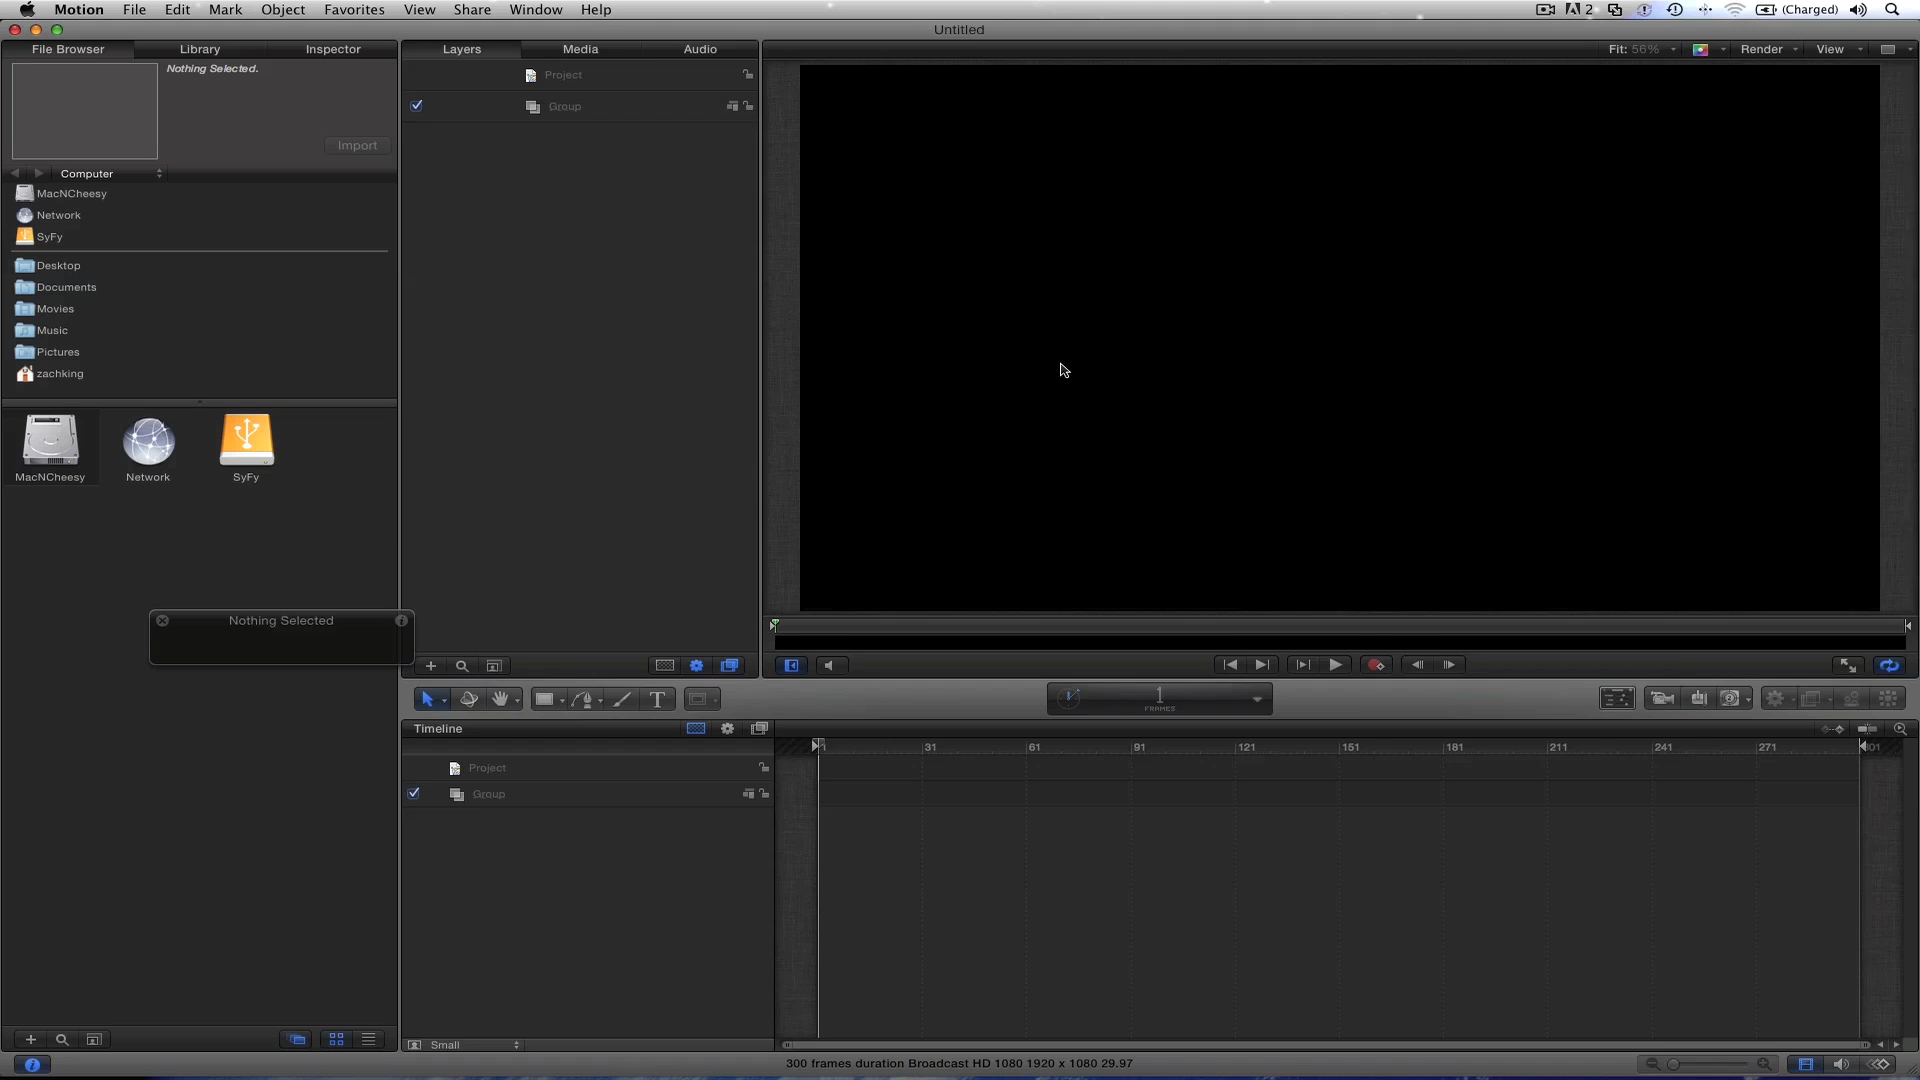 Motion File Edit Mark Object Favorites View Share Window Help 2 (Charged)
Untitled
File Browser Library Inspector Layers Media Audio Fit: 56% Render View
Nothing Selected.
Import
Computer
MacNCheesy
Network
SyFy
Desktop
Documents
Movies
Music
Pictures
zachking
MacNCheesy Network SyFy
Project
Group
Nothing Selected
T
1
FRAMES
Timeline
31 61 91 121 151 181 211 241 271
Project
Group
Small
300 frames duration Broadcast HD 1080 1920 x 1080 29.97